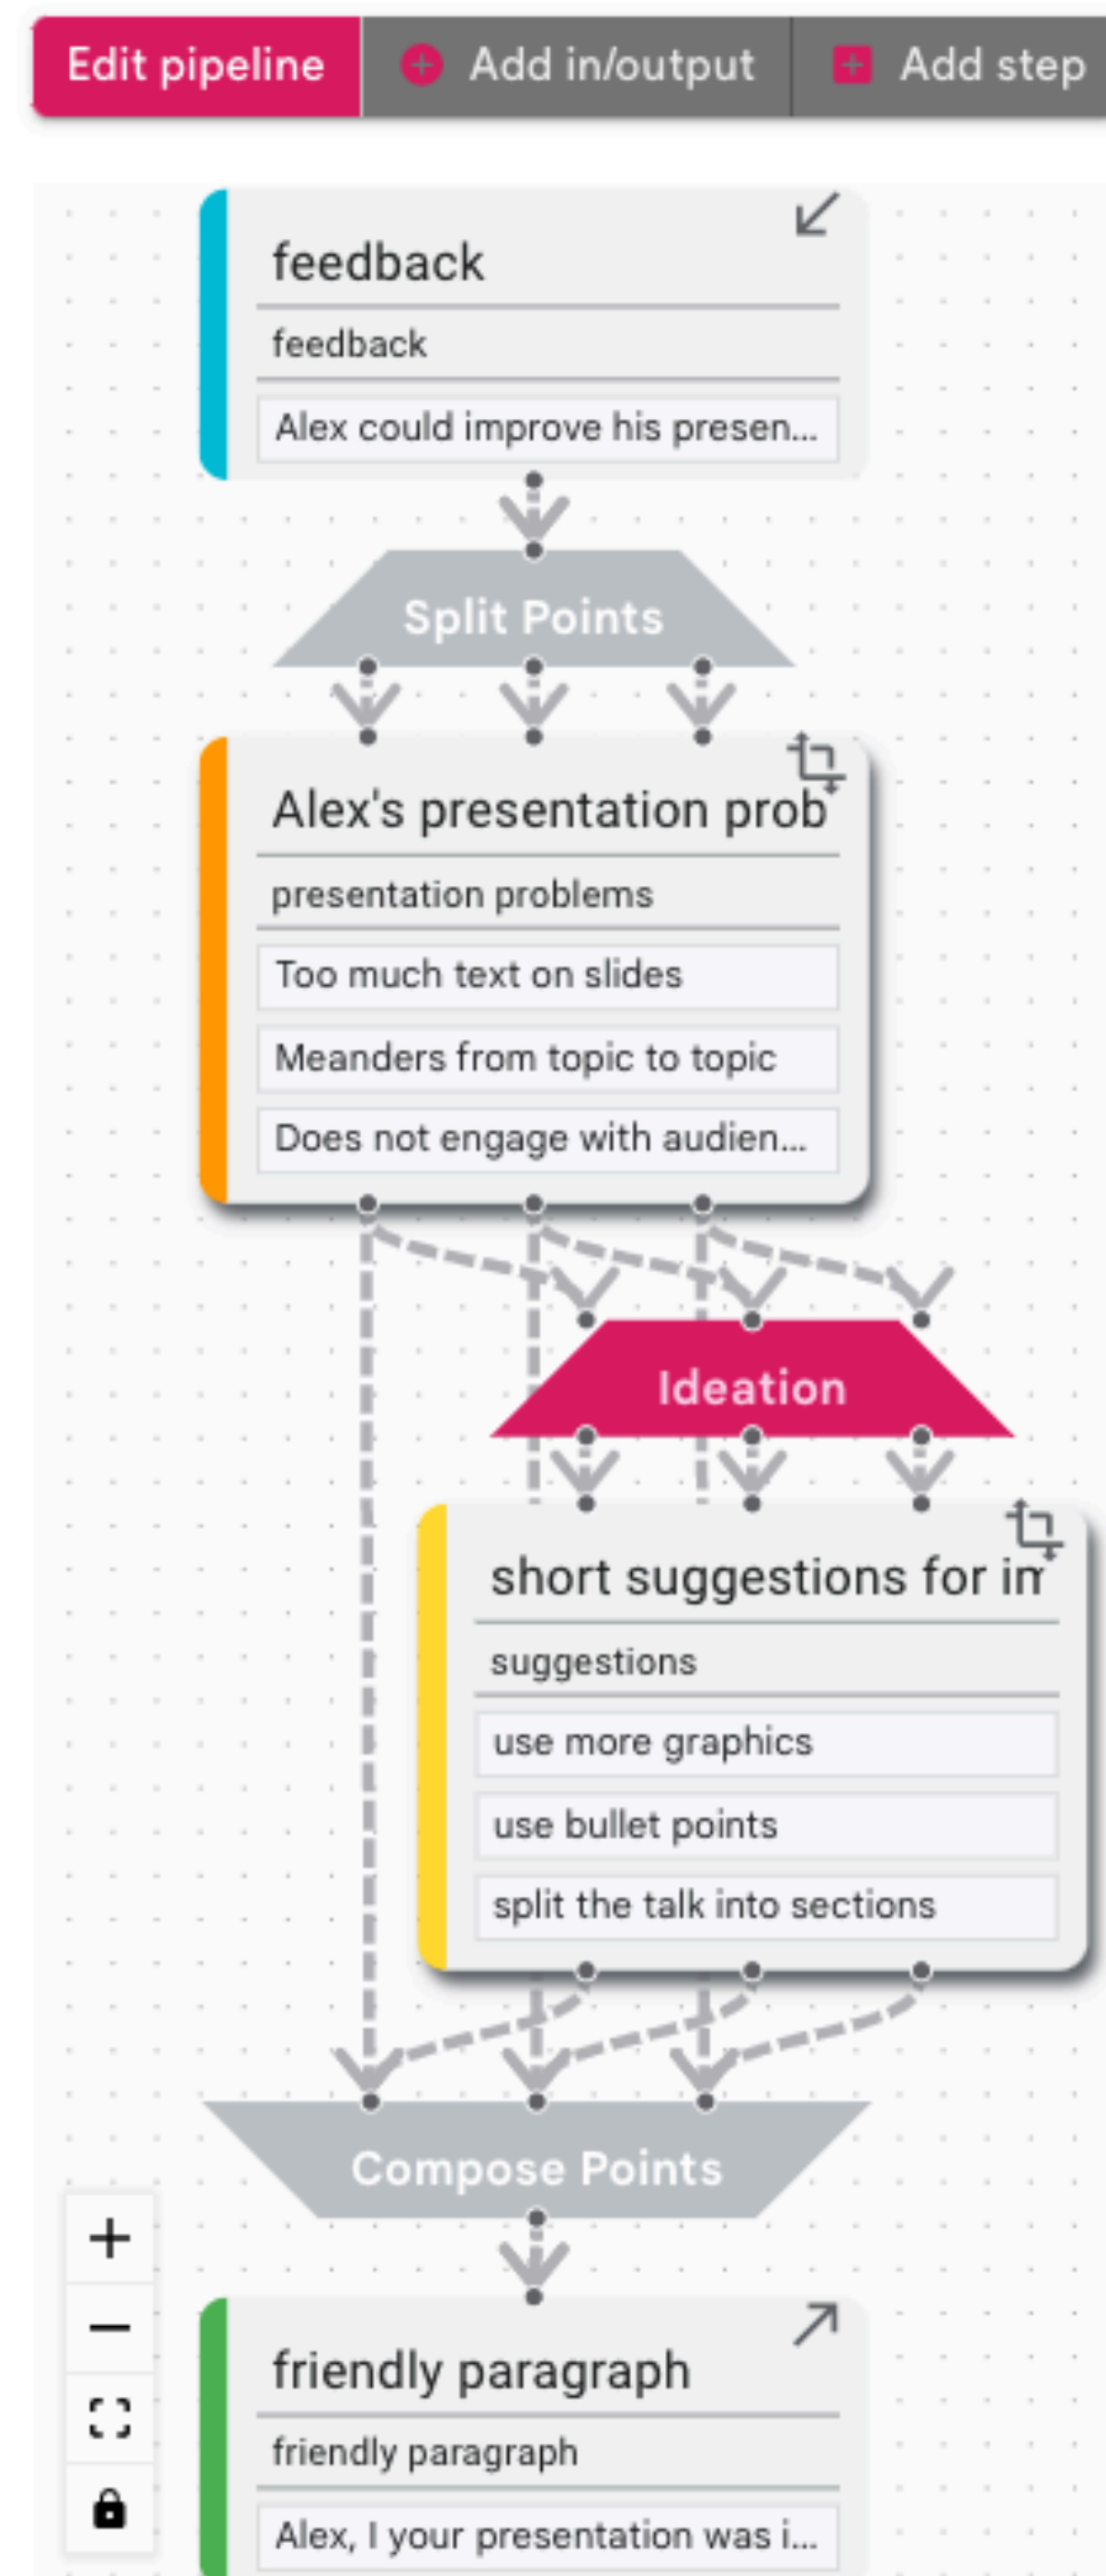 Edit pipeline
Add in/output
Add step
feedback
feedback
Alex could improve his presen...
Split Points
Alex's presentation prob
presentation problems
Too much text on slides
Meanders from topic to topic
Does not engage with audien...
Ideation
short suggestions for im
suggestions
use more graphics
use bullet points
split the talk into sections
Compose Points
friendly paragraph
friendly paragraph
Alex, I your presentation was i...